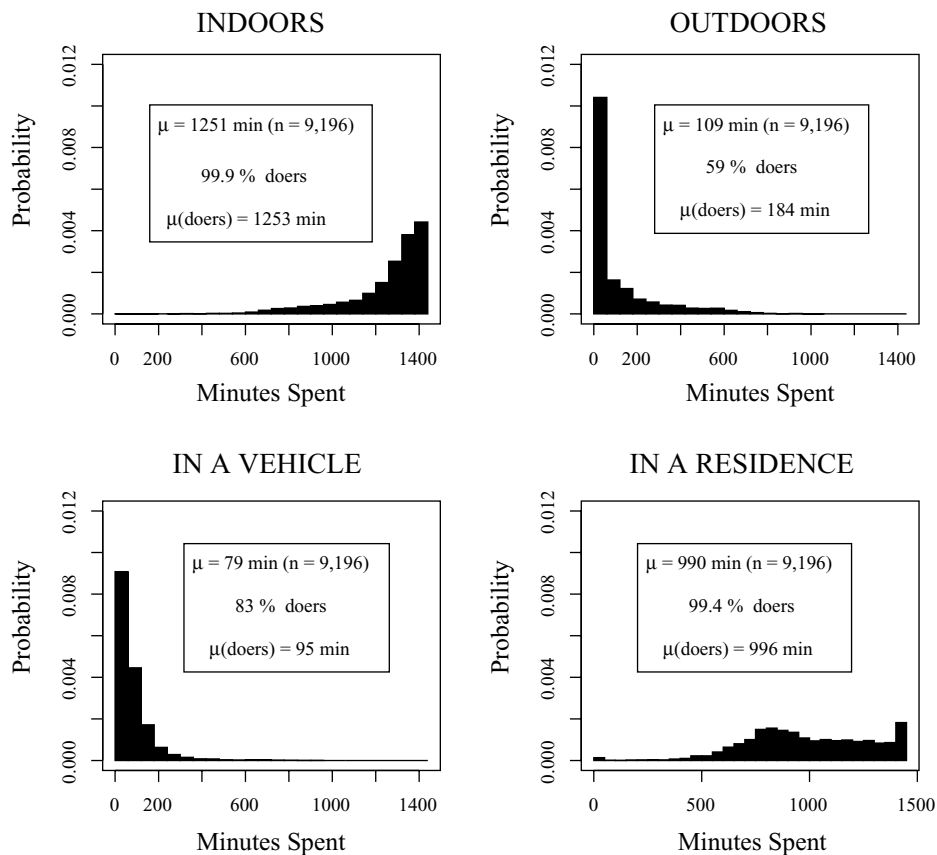 INDOORS
0.012
0.008
0.004
0.000
Probability
μ = 1251 min (n = 9,196)
99.9 % doers
μ(doers) = 1253 min
0 200 600 1000 1400
Minutes Spent
OUTDOORS
0.012
0.008
0.004
0.000
Probability
μ = 109 min (n = 9,196)
59 % doers
μ(doers) = 184 min
0 200 600 1000 1400
Minutes Spent
IN A VEHICLE
0.012
0.008
0.004
0.000
Probability
μ = 79 min (n = 9,196)
83 % doers
μ(doers) = 95 min
0 200 600 1000 1400
Minutes Spent
IN A RESIDENCE
0.012
0.008
0.004
0.000
Probability
μ = 990 min (n = 9,196)
99.4 % doers
μ(doers) = 996 min
0 500 1000 1500
Minutes Spent